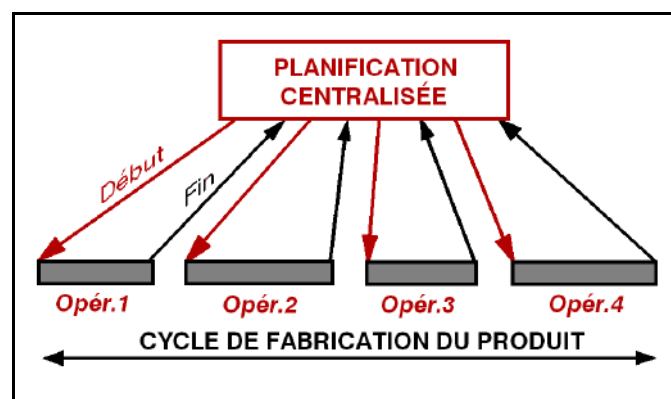 PLANIFICATION
CENTRALISÉE
Début
Fin
Opér.1
Opér.2
Opér.3
Opér.4
CYCLE DE FABRICATION DU PRODUIT